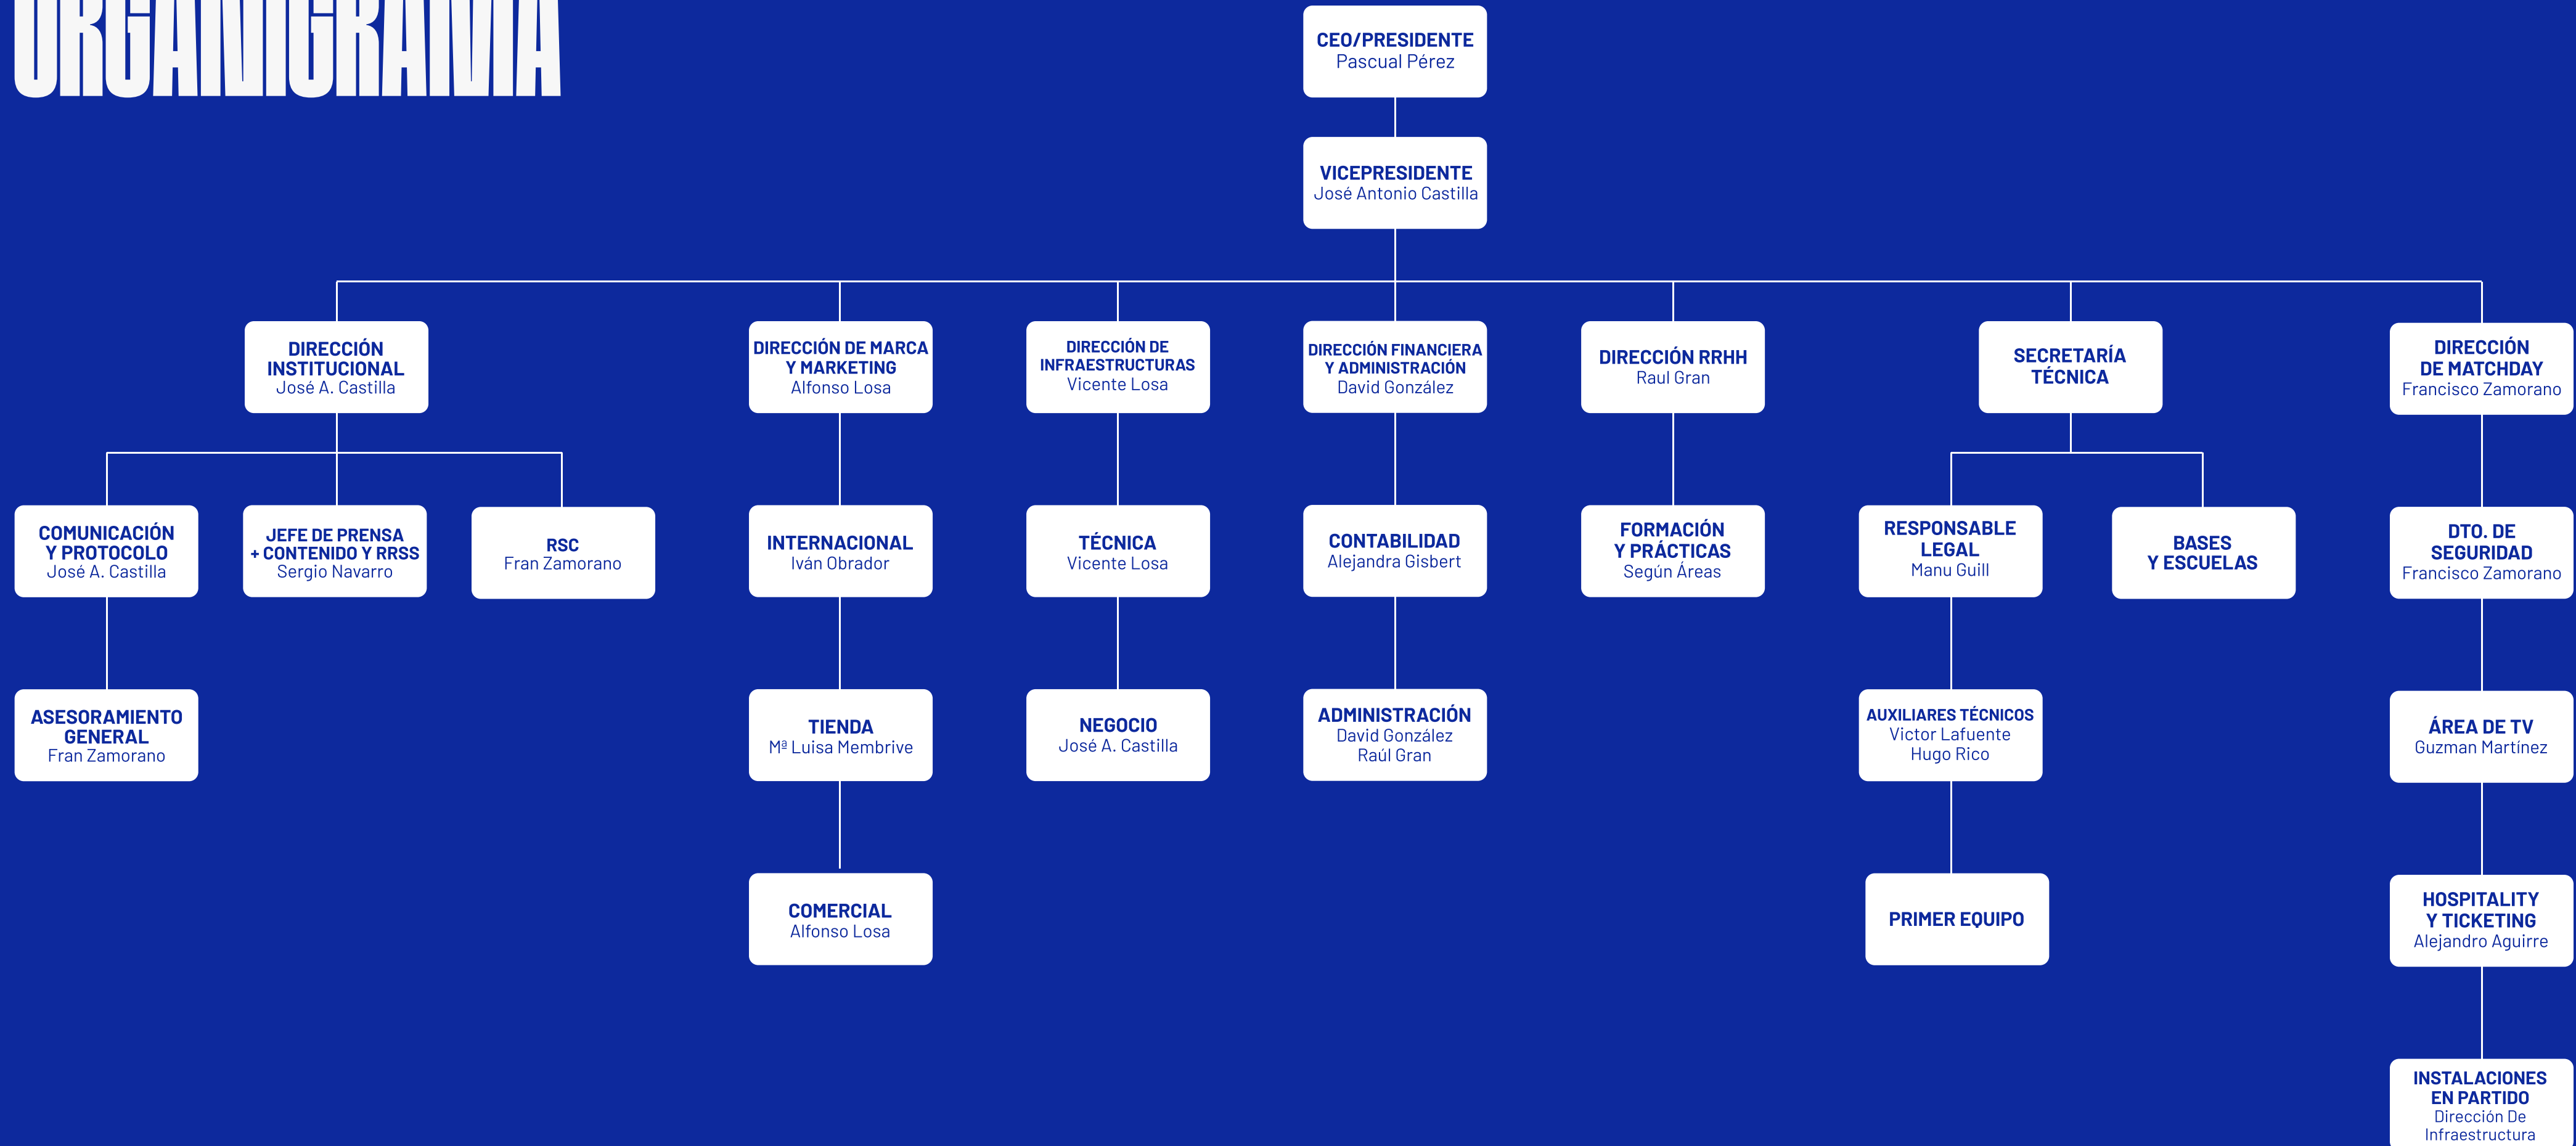 ORGANIGRAMA
CEO/PRESIDENTE
Pascual Pérez
VICEPRESIDENTE
José Antonio Castilla
DIRECCIÓN
INSTITUCIONAL
José A. Castilla
DIRECCIÓN DE MARCA
Y MARKETING
Alfonso Losa
DIRECCIÓN DE
INFRAESTRUCTURAS
Vicente Losa
DIRECCIÓN FINANCIERA
Y ADMINISTRACIÓN
David González
DIRECCIÓN RRHH
Raul Gran
SECRETARÍA
TÉCNICA
DIRECCIÓN
DE MATCHDAY
Francisco Zamorano
COMUNICACIÓN
Y PROTOCOLO
José A. Castilla
JEFE DE PRENSA
+ CONTENIDO Y RRSS
Sergio Navarro
RSC
Fran Zamorano
INTERNACIONAL
Iván Obrador
TÉCNICA
Vicente Losa
CONTABILIDAD
Alejandra Gisbert
FORMACIÓN
Y PRÁCTICAS
Según Áreas
RESPONSABLE
LEGAL
Manu Guill
BASES
Y ESCUELAS
DTO. DE
SEGURIDAD
Francisco Zamorano
ASESORAMIENTO
GENERAL
Fran Zamorano
TIENDA
Mª Luisa Membrive
NEGOCIO
José A. Castilla
ADMINISTRACIÓN
David González
Raúl Gran
AUXILIARES TÉCNICOS
Victor Lafuente
Hugo Rico
ÁREA DE TV
Guzman Martínez
COMERCIAL
Alfonso Losa
PRIMER EQUIPO
HOSPITALITY
Y TICKETING
Alejandro Aguirre
INSTALACIONES
EN PARTIDO
Dirección De
Infraestructura